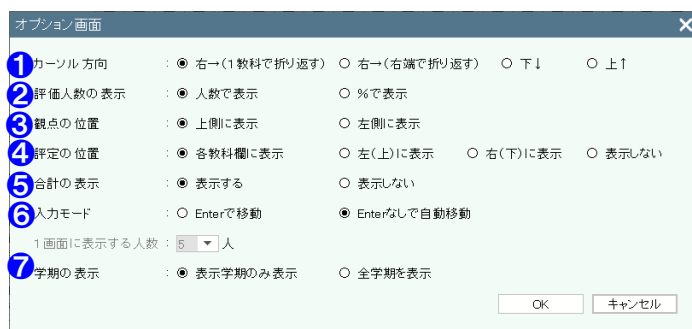 オプション画面 ×
❶カーソル方向 : ◉ 右→(1教科で折り返す) ○ 右→(右端で折り返す) ○ 下↓ ○ 上↑
❷評価人数の表示 : ◉ 人数で表示 ○ %で表示
❸観点の位置 : ◉ 上側に表示 ○ 左側に表示
❹評定の位置 : ◉ 各教科欄に表示 ○ 左(上)に表示 ○ 右(下)に表示 ○ 表示しない
❺合計の表示 : ◉ 表示する ○ 表示しない
❻入力モード : ○ Enterで移動 ◉ Enterなしで自動移動
1画面に表示する人数 : 5 ▼ 人
❼学期の表示 : ◉ 表示学期のみ表示 ○ 全学期を表示
OK キャンセル